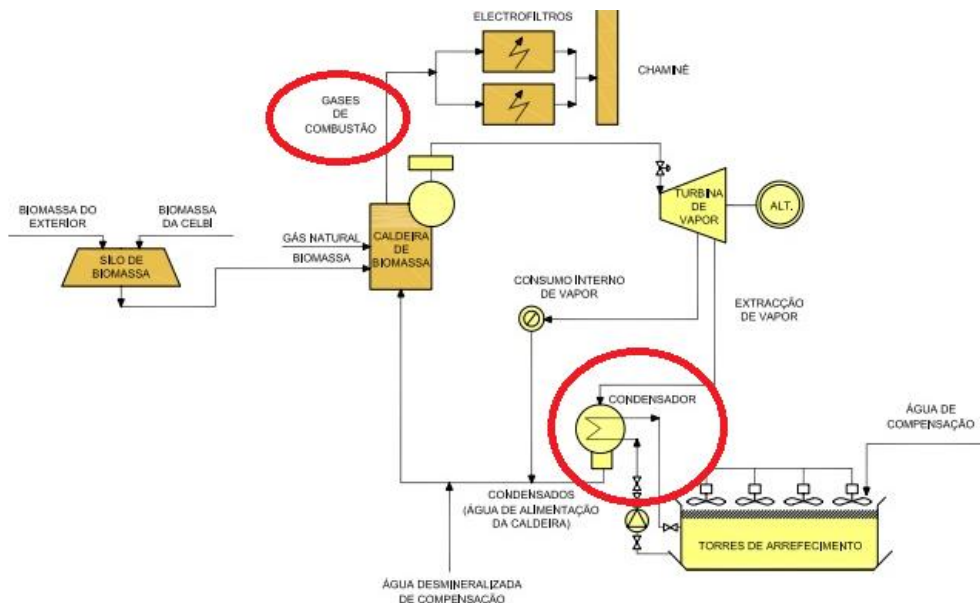 ELECTROFILTROS
CHAMINÉ
GASES
DE
COMBUSTÃO
TURBINA
DE
VAPOR
ALT.
BIOMASSA DO
EXTERIOR
BIOMASSA
DA CELBI
SILO DE
BIOMASSA
GÁS NATURAL
BIOMASSA
CALDEIRA
DE
BIOMASSA
CONSUMO INTERNO
DE VAPOR
EXTRACÇÃO
DE VAPOR
CONDENSADOR
ÁGUA DE
COMPENSAÇÃO
CONDENSADOS
(ÁGUA DE ALIMENTAÇÃO
DA CALDEIRA)
TORRES DE ARREFECIMENTO
ÁGUA DESMINERALIZADA
DE COMPENSAÇÃO